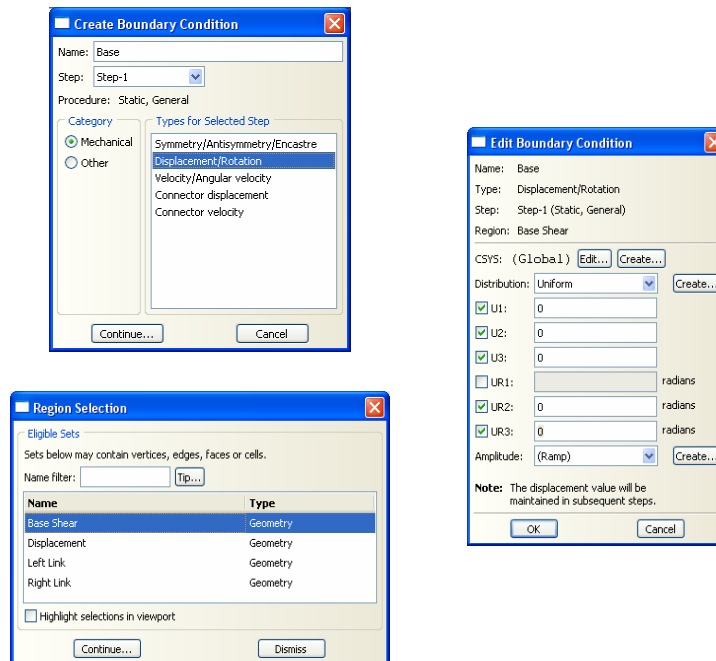 Create Boundary Condition
Name: Base
Step: Step-1
Procedure: Static, General
Category
Types for Selected Step
Mechanical
Other
Symmetry/Antisymmetry/Encastre
Displacement/Rotation
Velocity/Angular velocity
Connector displacement
Connector velocity
Continue...
Cancel
Region Selection
Eligible Sets
Sets below may contain vertices, edges, faces or cells.
Name filter: Tip...
Name Type
Base Shear Geometry
Displacement Geometry
Left Link Geometry
Right Link Geometry
Highlight selections in viewport
Continue... Dismiss
Edit Boundary Condition
Name: Base
Type: Displacement/Rotation
Step: Step-1 (Static, General)
Region: Base Shear
CSYS: (Global) Edit... Create...
Distribution: Uniform Create...
U1: 0
U2: 0
U3: 0
UR1: radians
UR2: 0 radians
UR3: 0 radians
Amplitude: (Ramp) Create...
Note: The displacement value will be
maintained in subsequent steps.
OK Cancel